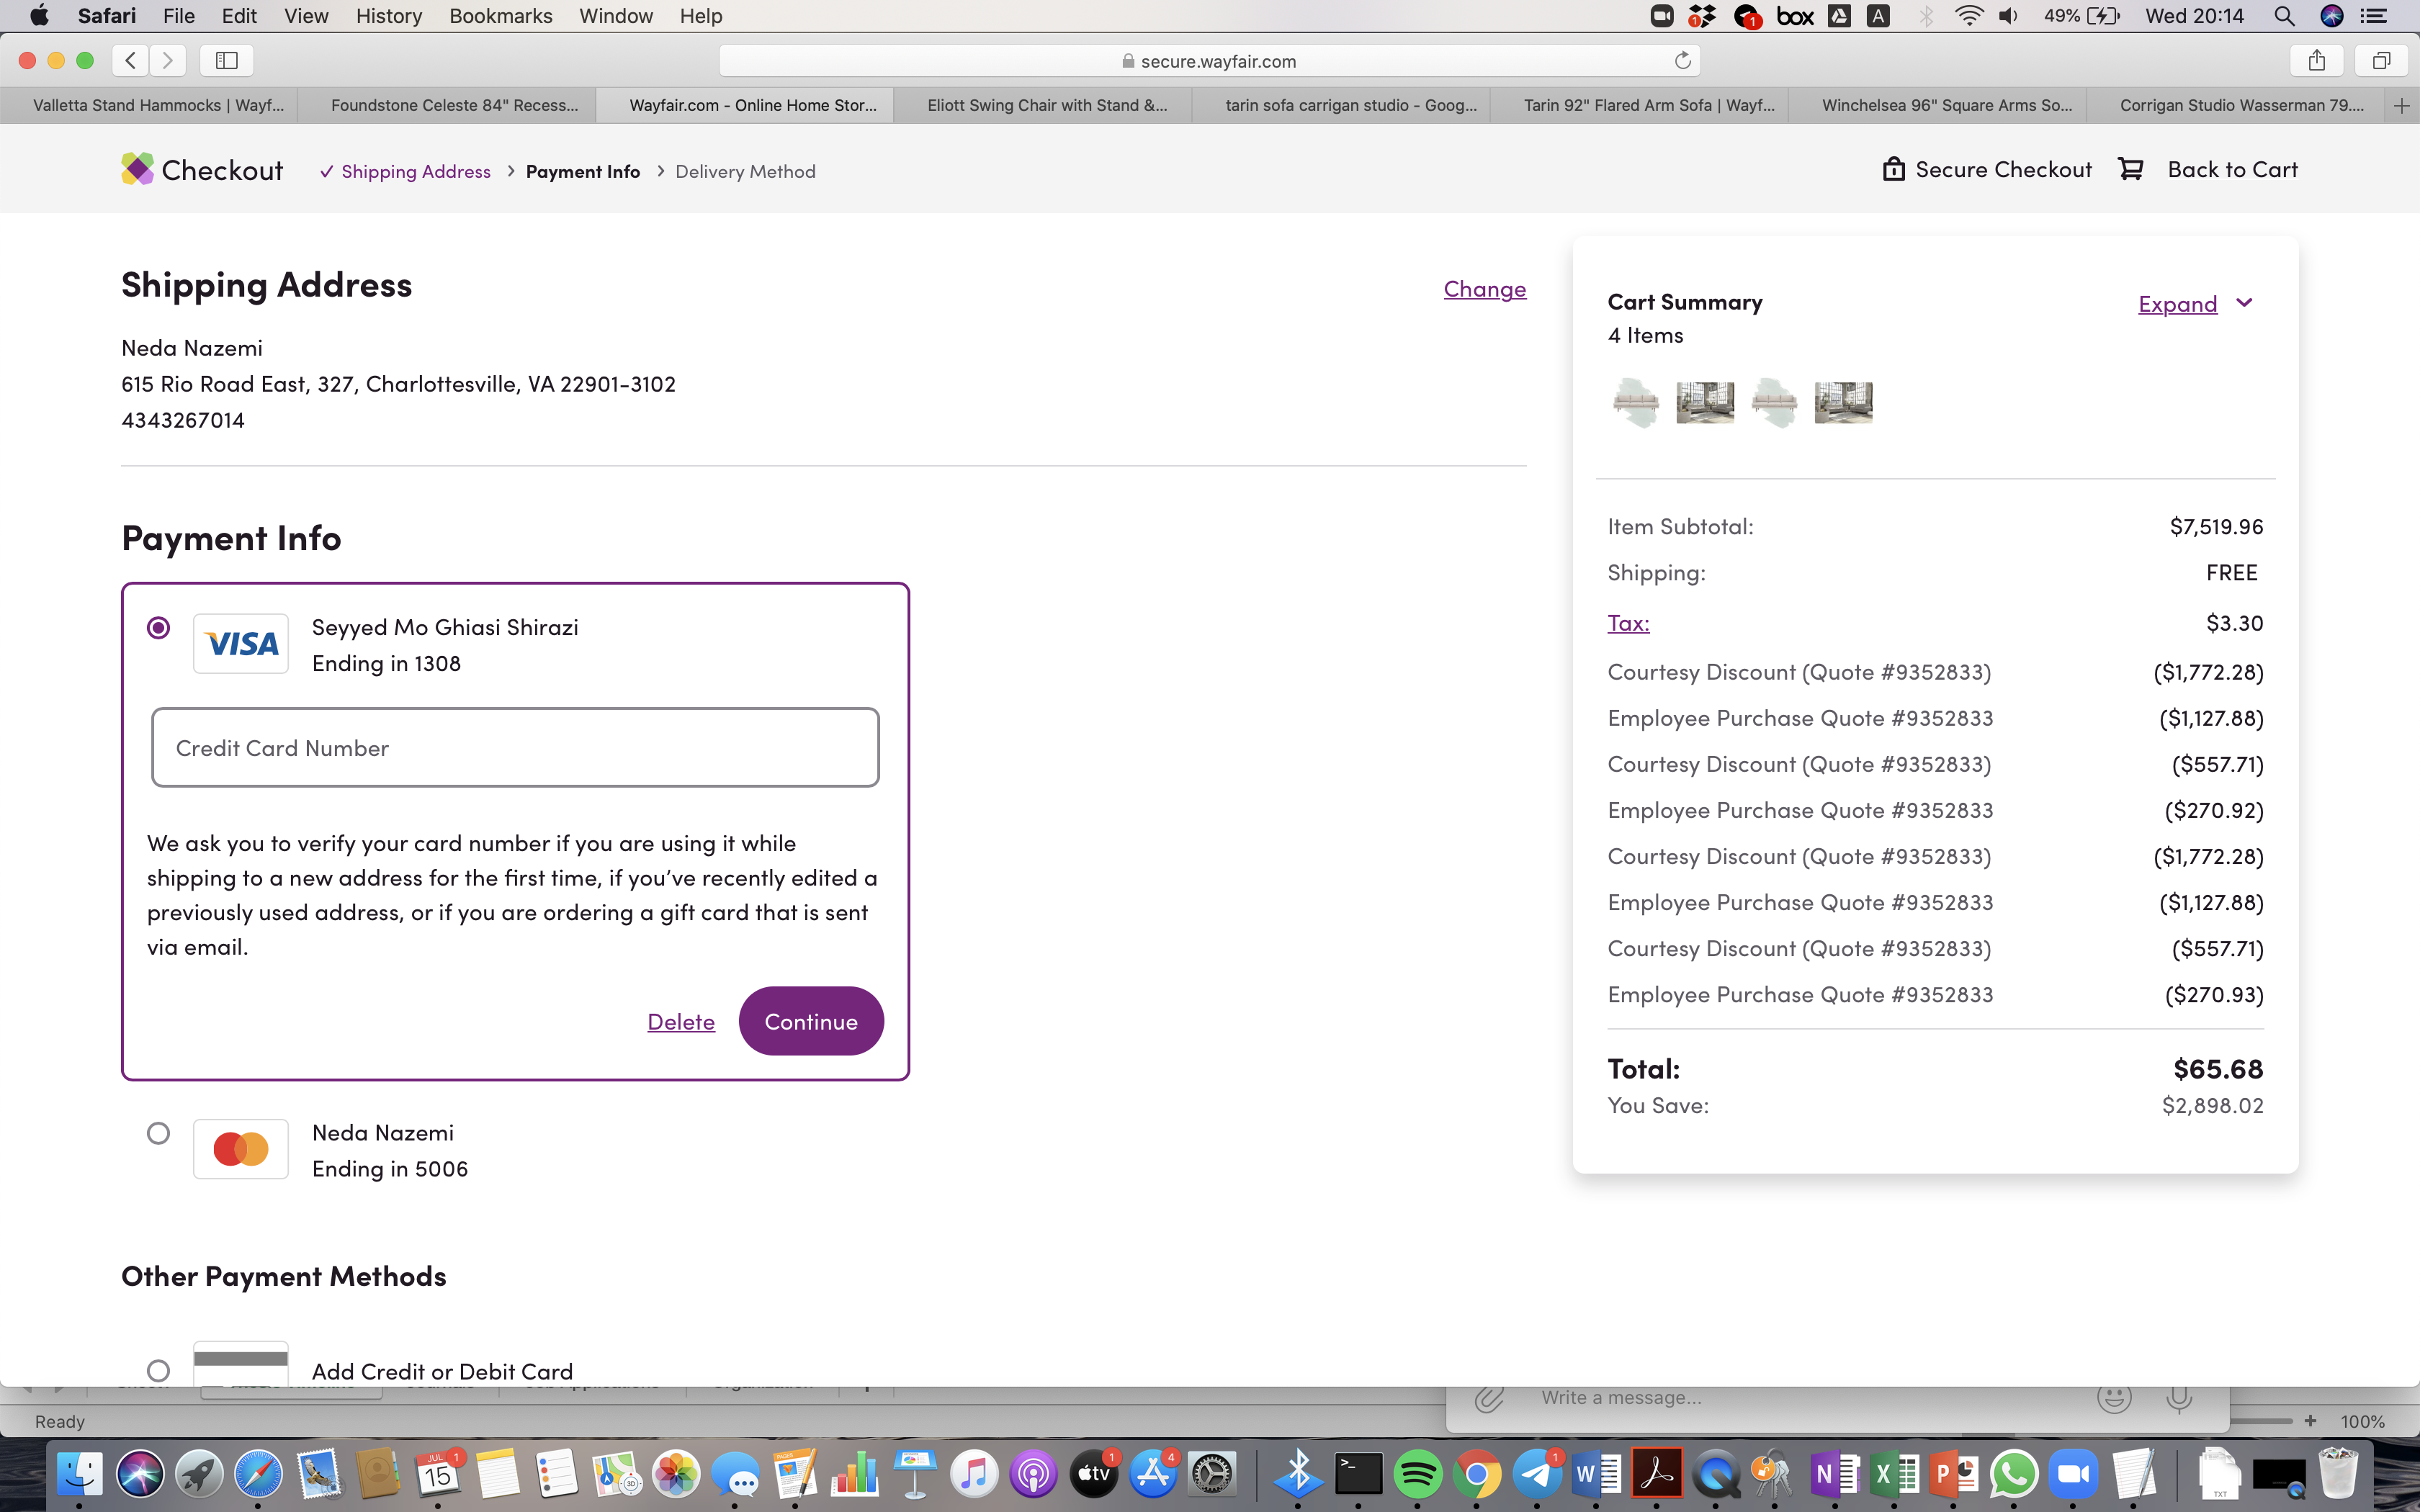 Safari File Edit View History Bookmarks Window Help
box
49%
Wed 20:14
secure.wayfair.com
Valletta Stand Hammocks | Wayf...
Foundstone Celeste 84" Recess...
Wayfair.com - Online Home Stor...
Eliott Swing Chair with Stand &...
tarin sofa carrigan studio - Goog...
Tarin 92" Flared Arm Sofa | Wayf...
Winchelsea 96" Square Arms So...
Corrigan Studio Wasserman 79....
Checkout
Shipping Address
Payment Info
Delivery Method
Secure Checkout
Back to Cart
Shipping Address
Change
Neda Nazemi
615 Rio Road East, 327, Charlottesville, VA 22901-3102
4343267014
Payment Info
VISA
Seyyed Mo Ghiasi Shirazi
Ending in 1308
Credit Card Number
We ask you to verify your card number if you are using it while
shipping to a new address for the first time, if you've recently edited a
previously used address, or if you are ordering a gift card that is sent
via email.
Delete
Continue
Neda Nazemi
Ending in 5006
Other Payment Methods
Add Credit or Debit Card
Cart Summary
Expand
4 Items
Item Subtotal: $7,519.96
Shipping: FREE
Tax: $3.30
Courtesy Discount (Quote #9352833) ($1,772.28)
Employee Purchase Quote #9352833 ($1,127.88)
Courtesy Discount (Quote #9352833) ($557.71)
Employee Purchase Quote #9352833 ($270.92)
Courtesy Discount (Quote #9352833) ($1,772.28)
Employee Purchase Quote #9352833 ($1,127.88)
Courtesy Discount (Quote #9352833) ($557.71)
Employee Purchase Quote #9352833 ($270.93)
Total: $65.68
You Save: $2,898.02
Write a message...
Ready
100%
JUL
15
tv
TXT